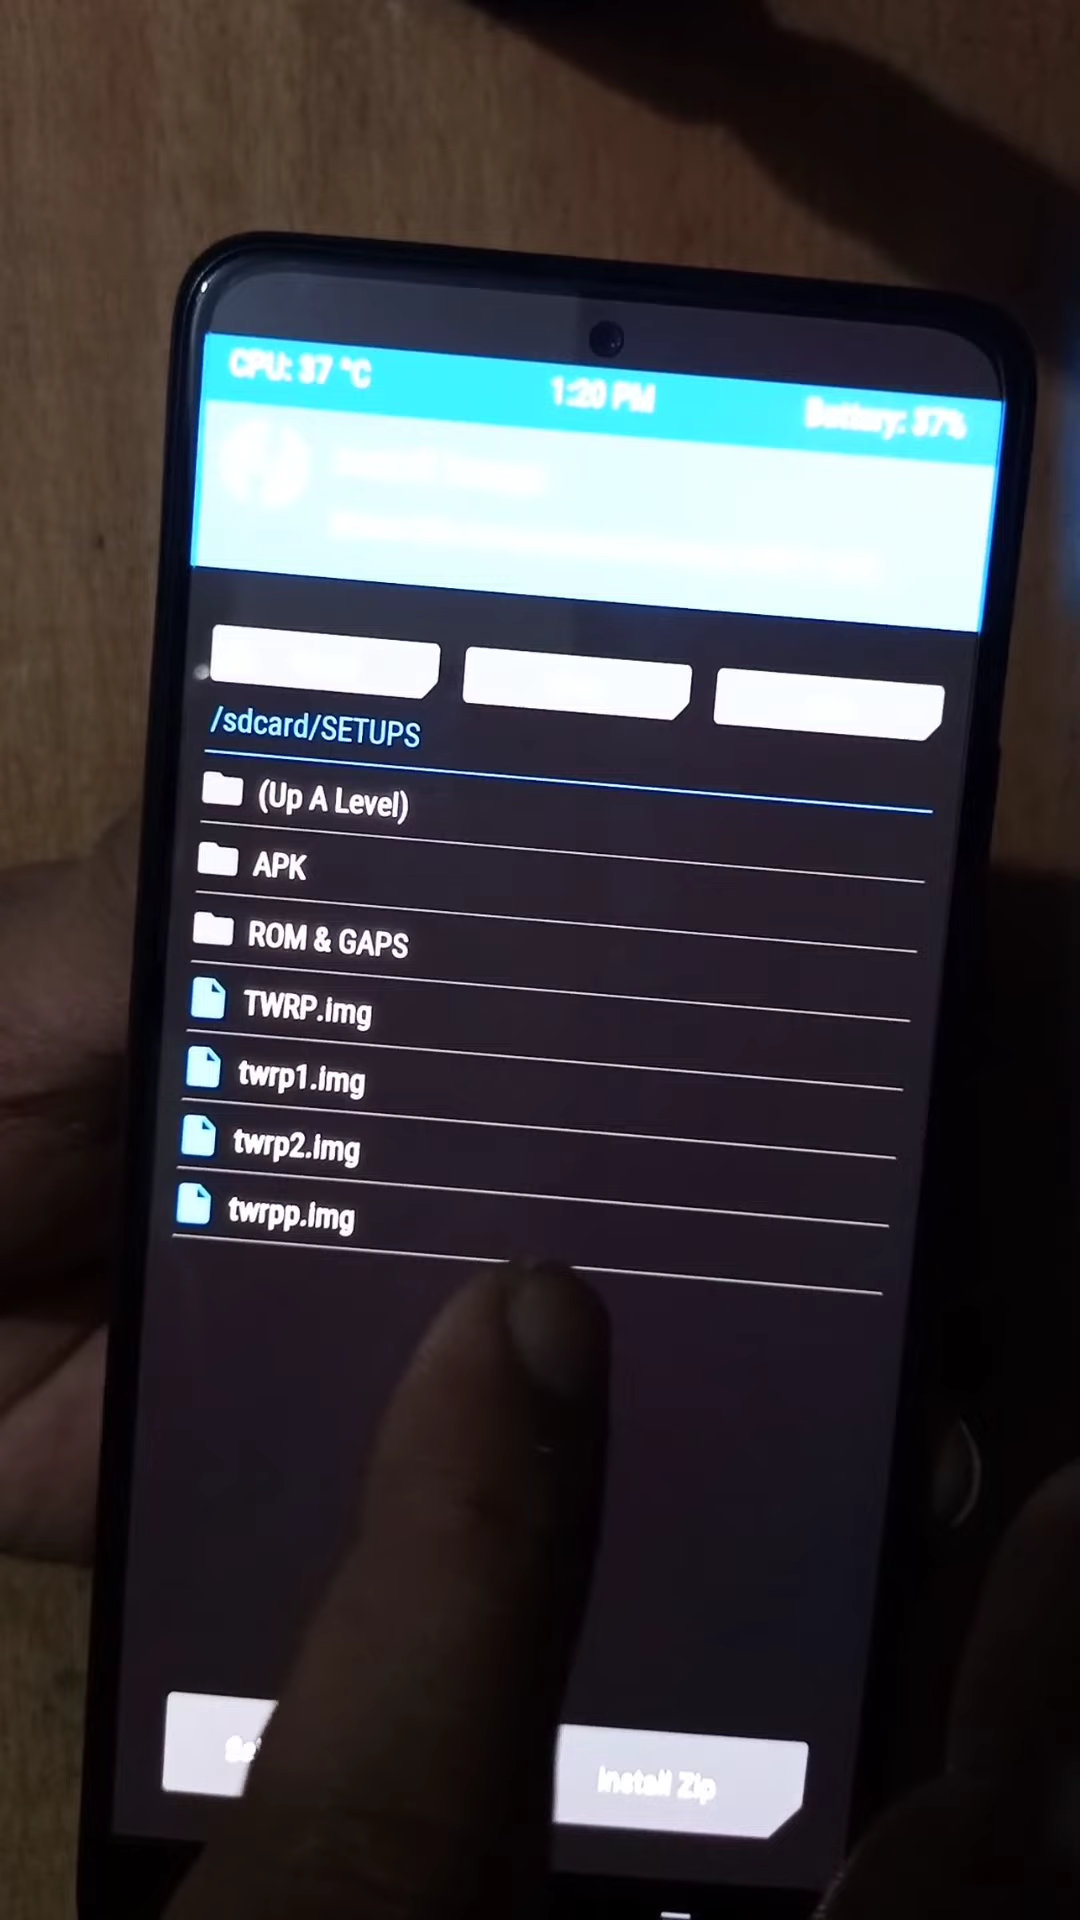 CPU: 37 °C
1:20 PM
Battery: 37%
/sdcard/SETUPS
(Up A Level)
APK
ROM & GAPS
TWRP.img
twrp1.img
twrp2.img
twrpp.img
Install Zip